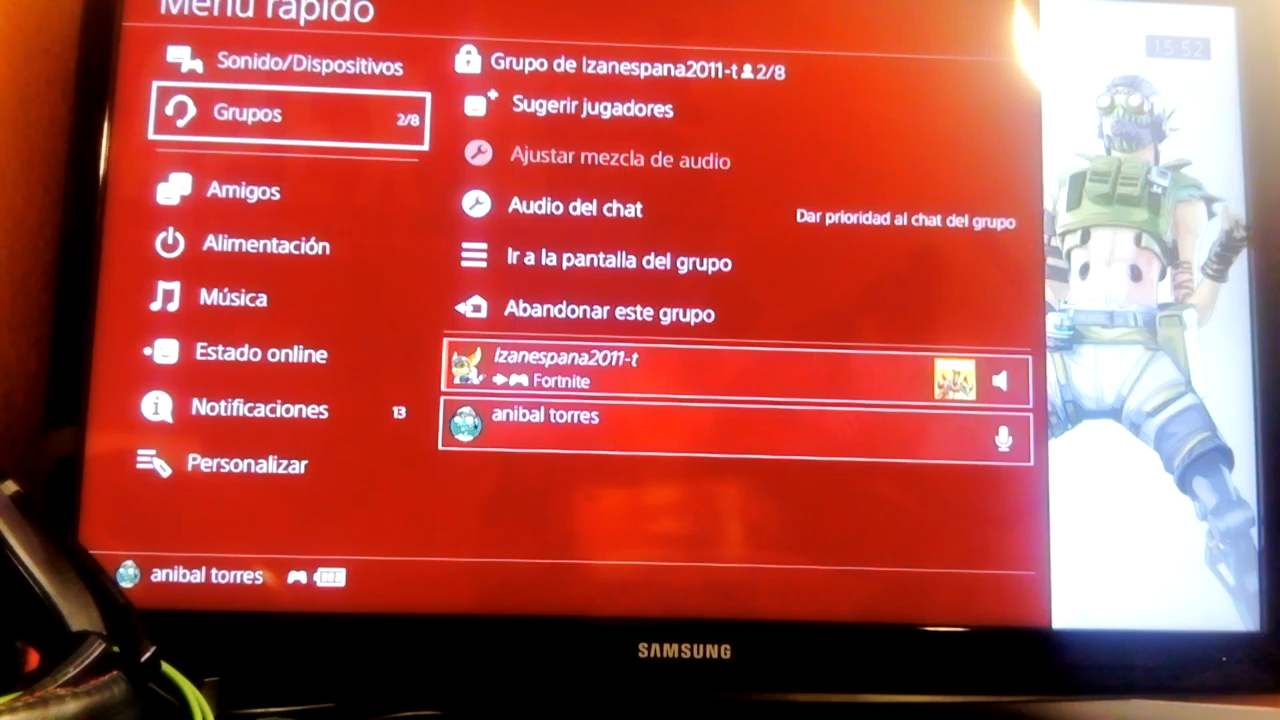 Menú rápido
15:52
Sonido/Dispositivos
Grupos 2/8
Amigos
Alimentación
Música
Estado online
Notificaciones 13
Personalizar
Grupo de Izanespana2011-t 2/8
Sugerir jugadores
Ajustar mezcla de audio
Audio del chat Dar prioridad al chat del grupo
Ir a la pantalla del grupo
Abandonar este grupo
Izanespana2011-t
Fortnite
anibal torres
anibal torres
SAMSUNG